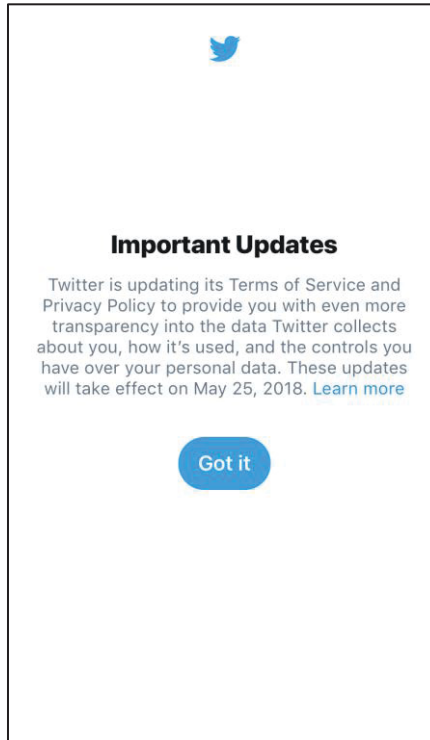 Important Updates
Twitter is updating its Terms of Service and
Privacy Policy to provide you with even more
transparency into the data Twitter collects
about you, how it's used, and the controls you
have over your personal data. These updates
will take effect on May 25, 2018. Learn more
Got it